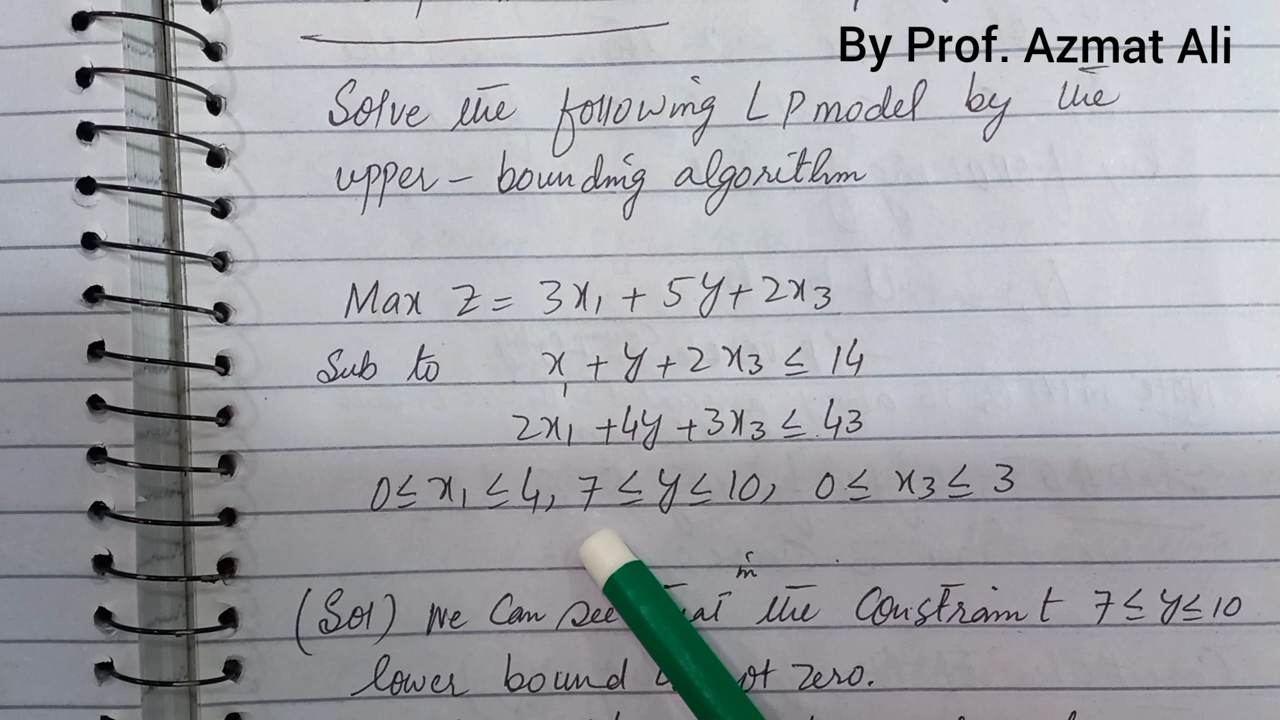 By Prof. Azmat Ali
Solve the following LP model by the
upper-bounding algorithm
Max Z = 3x₁ + 5y + 2x₃
Sub to x₁ + y + 2x₃ ≤ 14
2x₁ + 4y + 3x₃ ≤ 43
0 ≤ x₁ ≤ 4, 7 ≤ y ≤ 10, 0 ≤ x₃ ≤ 3
(Sol) We Can see in the Constraint 7 ≤ y ≤ 10
lower bound zero.